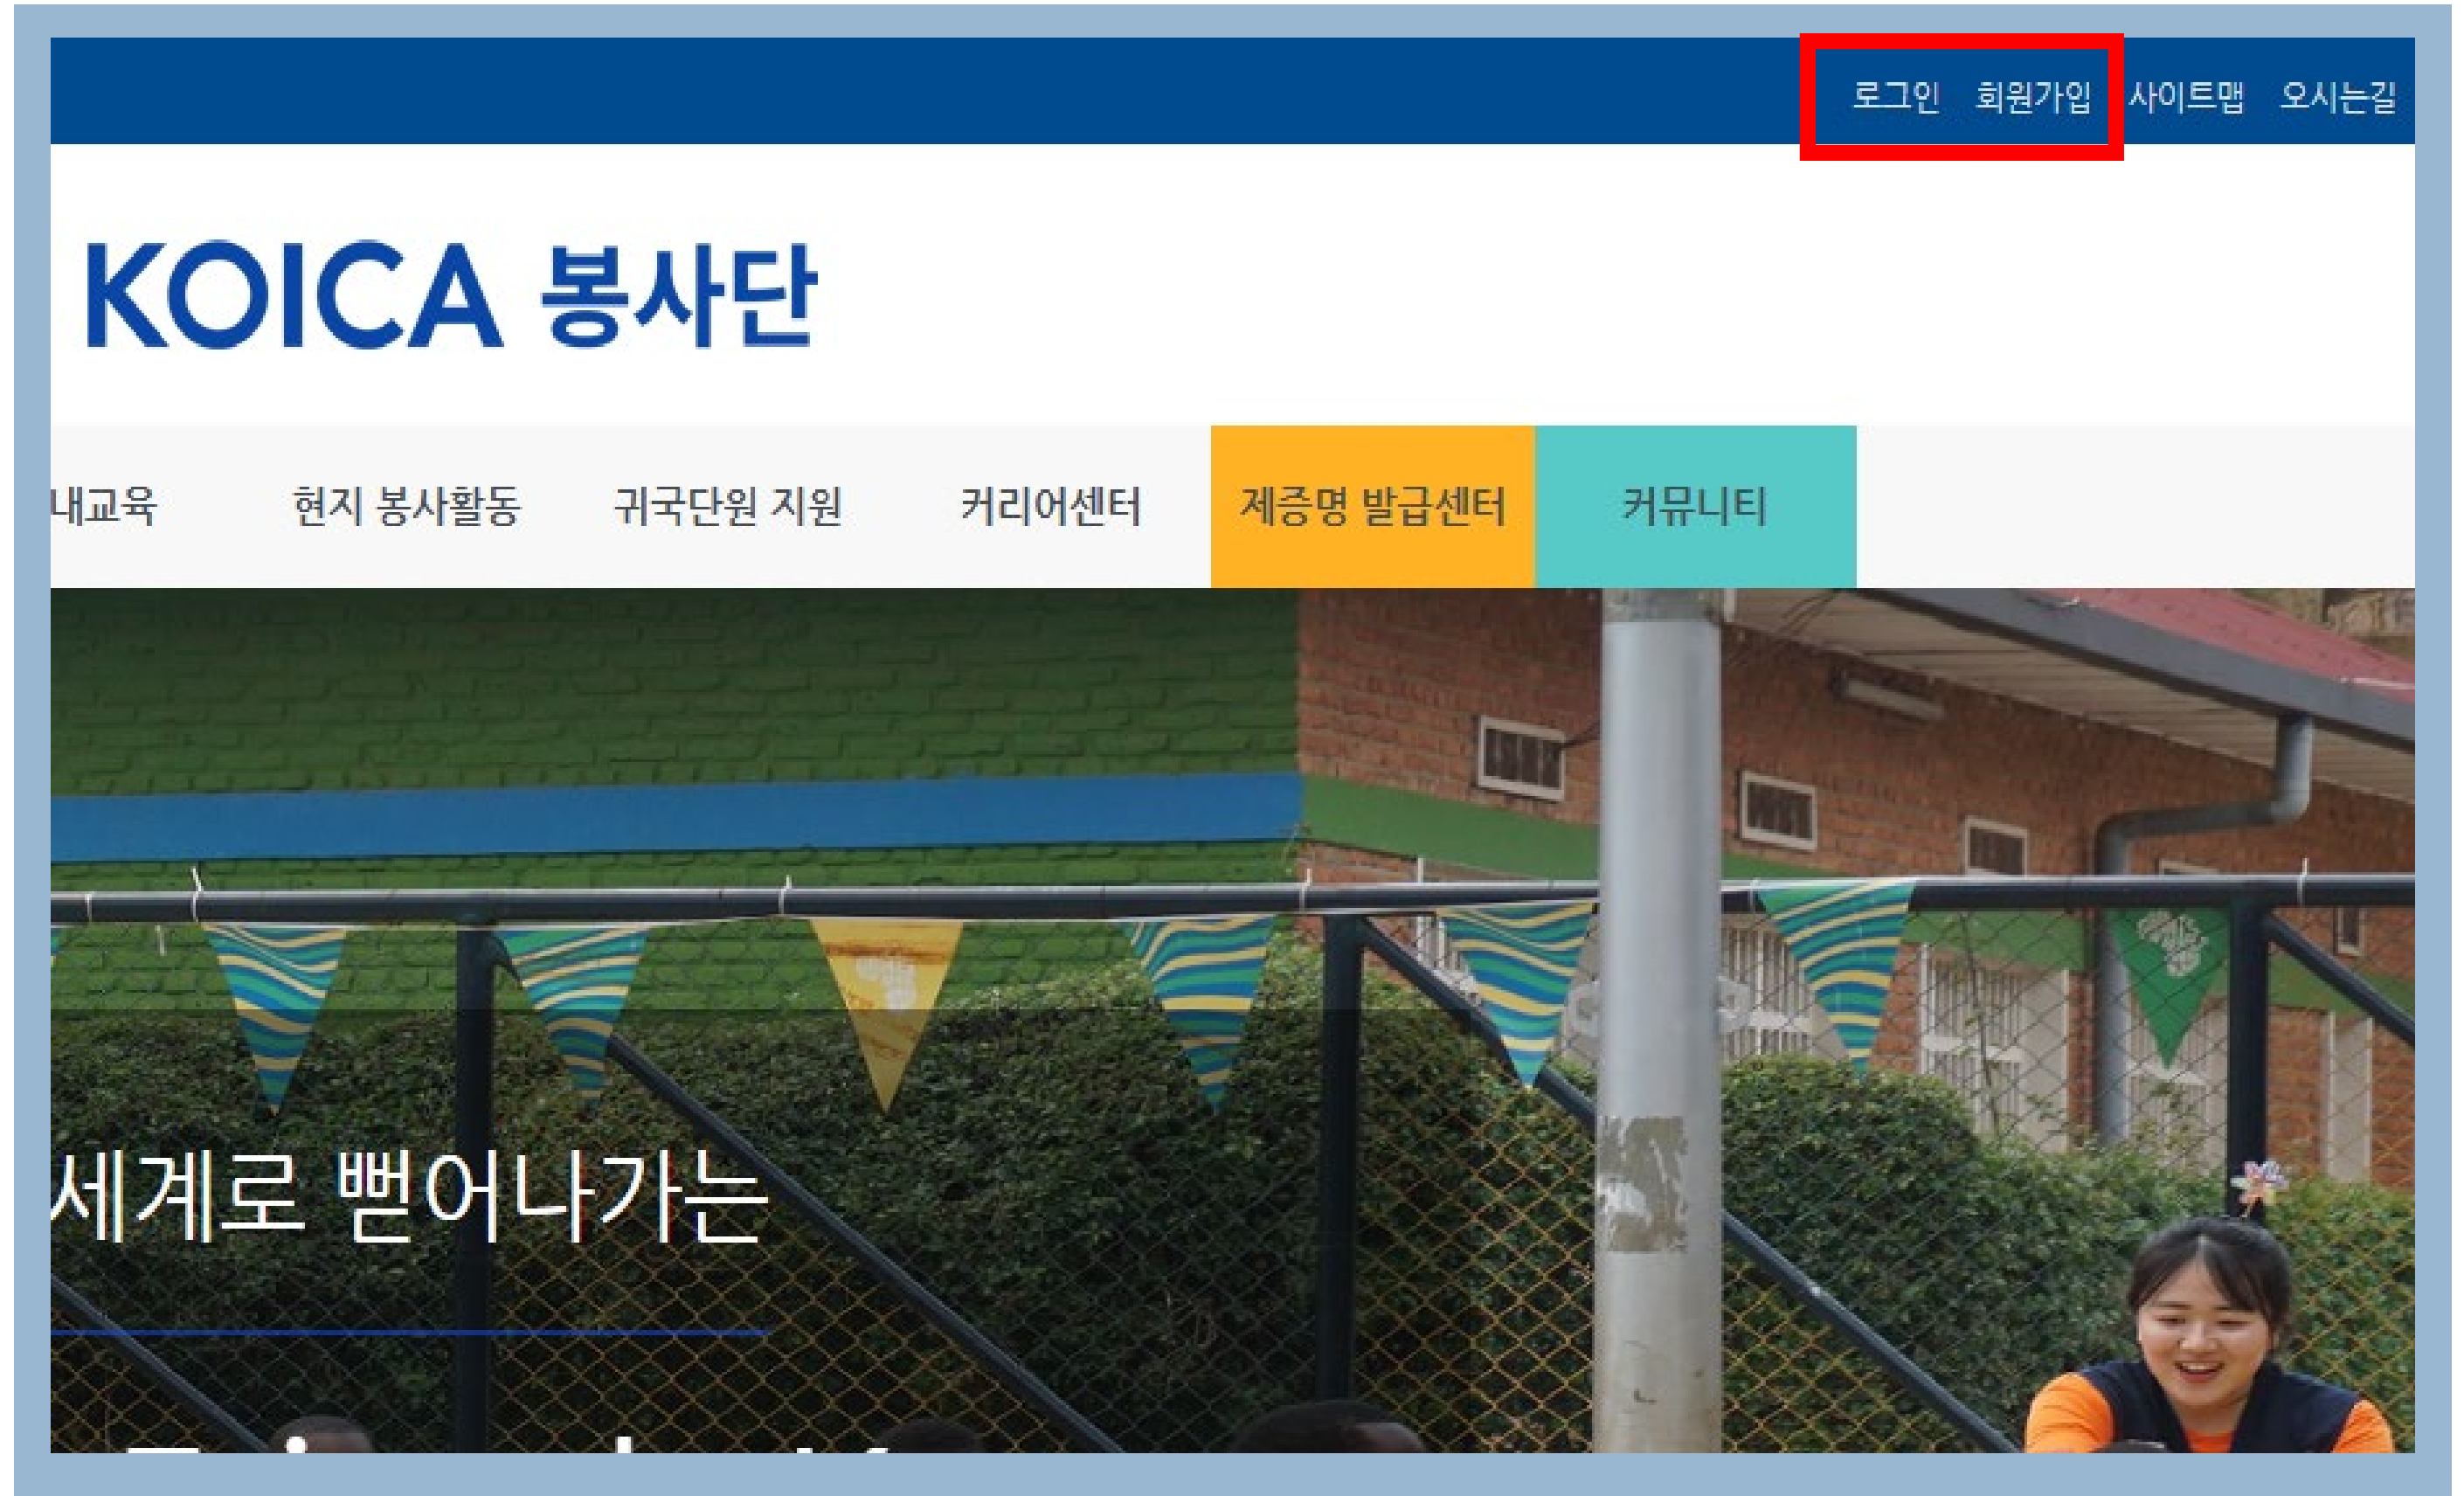 로그인 회원가입 사이트맵 오시는길
KOICA 봉사단
내교육 현지 봉사활동 귀국단원 지원 커리어센터 제증명 발급센터 커뮤니티
세계로 뻗어나가는